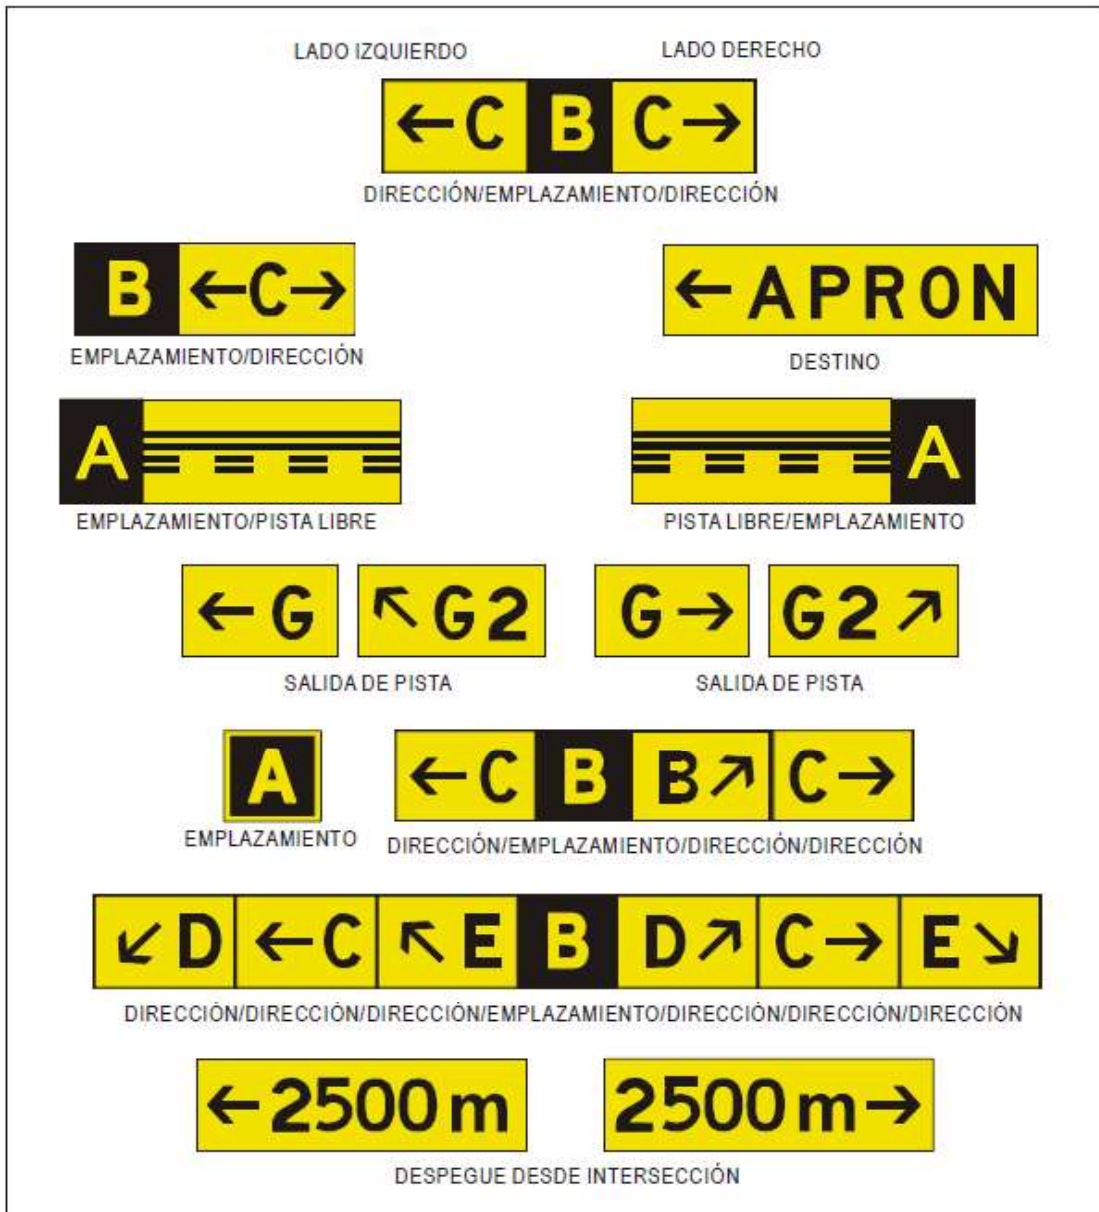 LADO IZQUIERDO LADO DERECHO
←C B C→
DIRECCIÓN/EMPLAZAMIENTO/DIRECCIÓN
B ←C→ ←APRON
EMPLAZAMIENTO/DIRECCIÓN DESTINO
A A
EMPLAZAMIENTO/PISTA LIBRE PISTA LIBRE/EMPLAZAMIENTO
←G ↖G2 G→ G2↗
SALIDA DE PISTA SALIDA DE PISTA
A ←C B B↗ C→
EMPLAZAMIENTO DIRECCIÓN/EMPLAZAMIENTO/DIRECCIÓN/DIRECCIÓN
↙D ←C ↖E B D↗ C→ E↘
DIRECCIÓN/DIRECCIÓN/DIRECCIÓN/EMPLAZAMIENTO/DIRECCIÓN/DIRECCIÓN/DIRECCIÓN
←2500m 2500m→
DESPEGUE DESDE INTERSECCIÓN